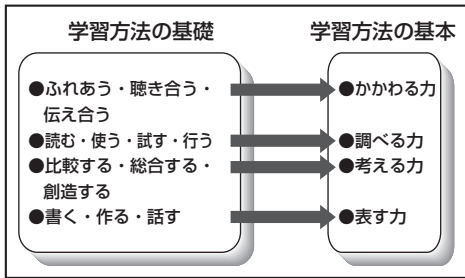 学習方法の基礎
学習方法の基本
●ふれあう・聴き合う・
伝え合う
●読む・使う・試す・行う
●比較する・総合する・
創造する
●書く・作る・話す
●かかわる力
●調べる力
●考える力
●表す力